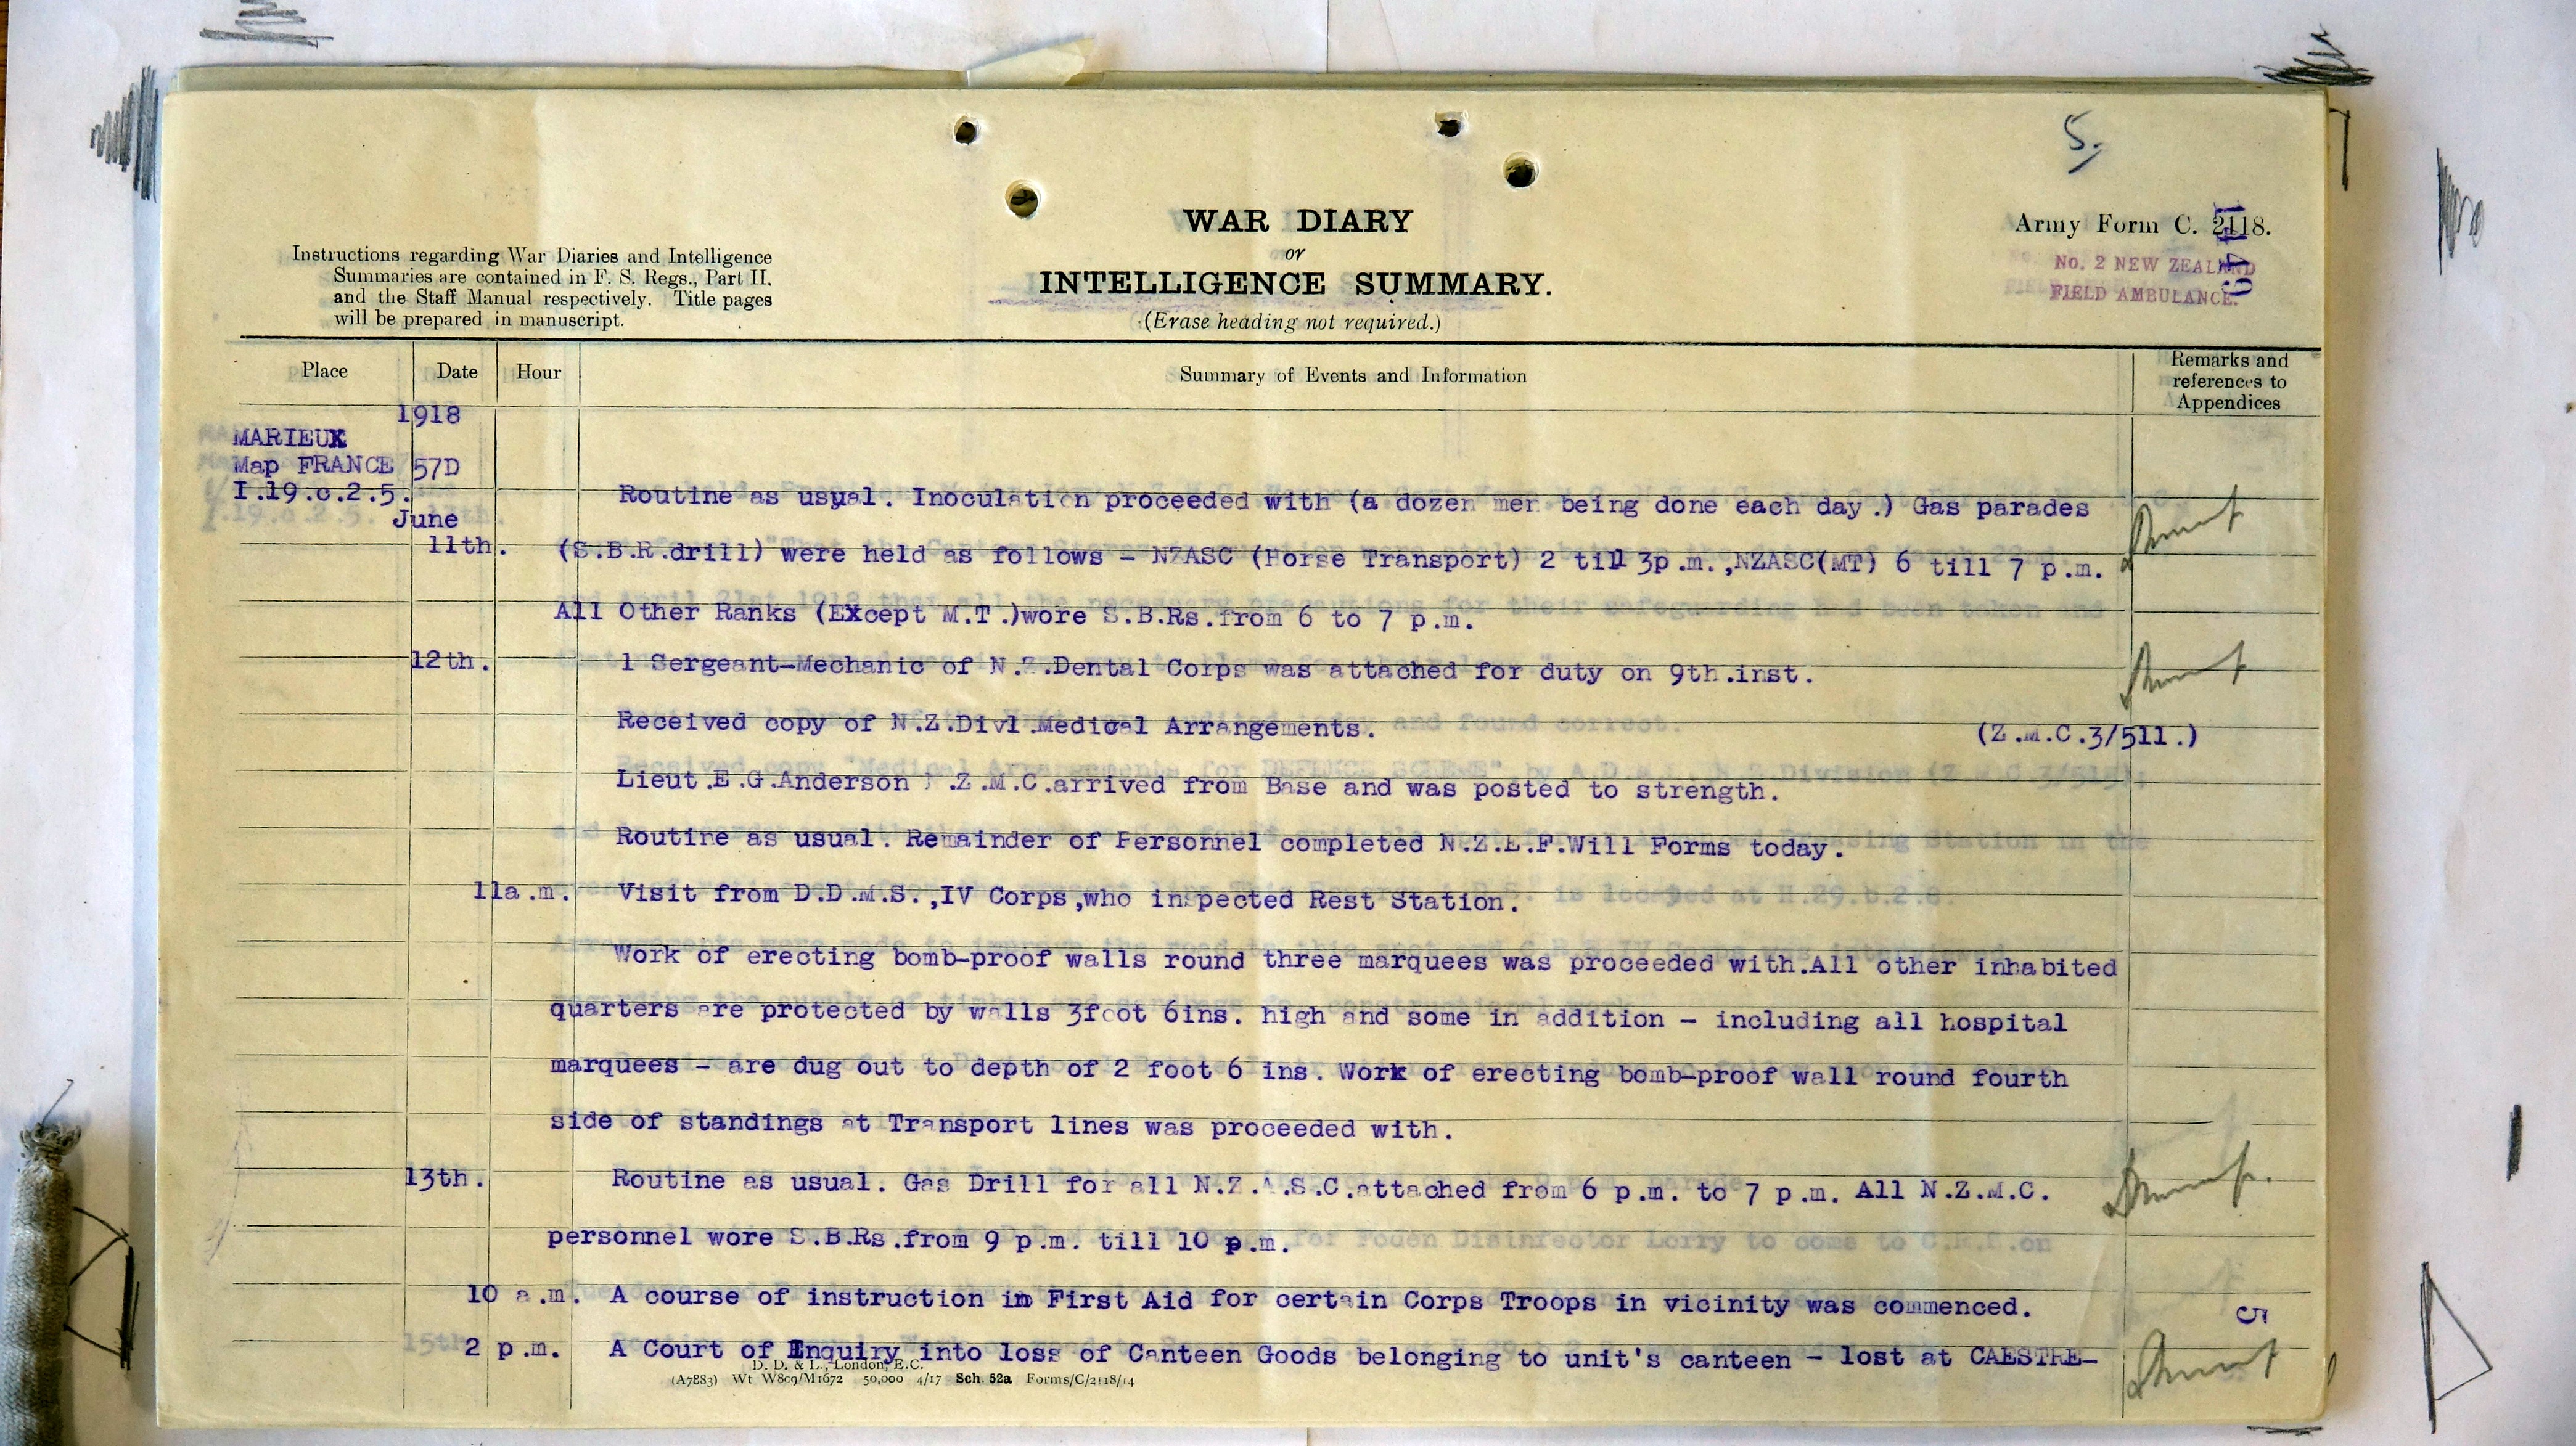 5.
WAR DIARY
or
INTELLIGENCE SUMMARY.
(Erase heading not required.)
Instructions regarding War Diaries and Intelligence
Summaries are contained in F. S. Regs., Part II.
and the Staff Manual respectively. Title pages
will be prepared in manuscript.
Army Form C. 2118.
No. 2 NEW ZEALAND
FIELD AMBULANCE.
Place Date Hour Summary of Events and Information Remarks and references to Appendices
1918
MARIEUX
Map FRANCE 57D
I.19.c.2.5.
June
Routine as usual. Inoculation proceeded with (a dozen men being done each day.) Gas parades
11th. (S.B.R.drill) were held as follows - NZASC (Horse Transport) 2 till 3p.m.,NZASC(MT) 6 till 7 p.m.
All Other Ranks (EXcept M.T.)wore S.B.Rs.from 6 to 7 p.m.
12th. 1 Sergeant-Mechanic of N.Z.Dental Corps was attached for duty on 9th.inst.
Received copy of N.Z.Divl.Medical Arrangements. (Z.M.C.3/511.)
Lieut.E.G.Anderson N.Z.M.C.arrived from Base and was posted to strength.
Routine as usual. Remainder of Personnel completed N.Z.E.F.Will Forms today.
11a.m. Visit from D.D.M.S.,IV Corps,who inspected Rest Station.
Work of erecting bomb-proof walls round three marquees was proceeded with.All other inhabited
quarters are protected by walls 3foot 6ins. high and some in addition - including all hospital
marquees - are dug out to depth of 2 foot 6 ins. Work of erecting bomb-proof wall round fourth
side of standings at Transport lines was proceeded with.
13th. Routine as usual. Gas Drill for all N.Z.A.S.C.attached from 6 p.m. to 7 p.m. All N.Z.M.C.
personnel wore S.B.Rs.from 9 p.m. till 10 p.m.
10 a.m. A course of instruction in First Aid for certain Corps Troops in vicinity was commenced.
2 p.m. A Court of Enquiry into loss of Canteen Goods belonging to unit's canteen - lost at CAESTRE-
5
D. D. & L., London, E.C.
(A7883) Wt W809/M1672 50,000 4/17 Sch. 52a Forms/C/2118/14